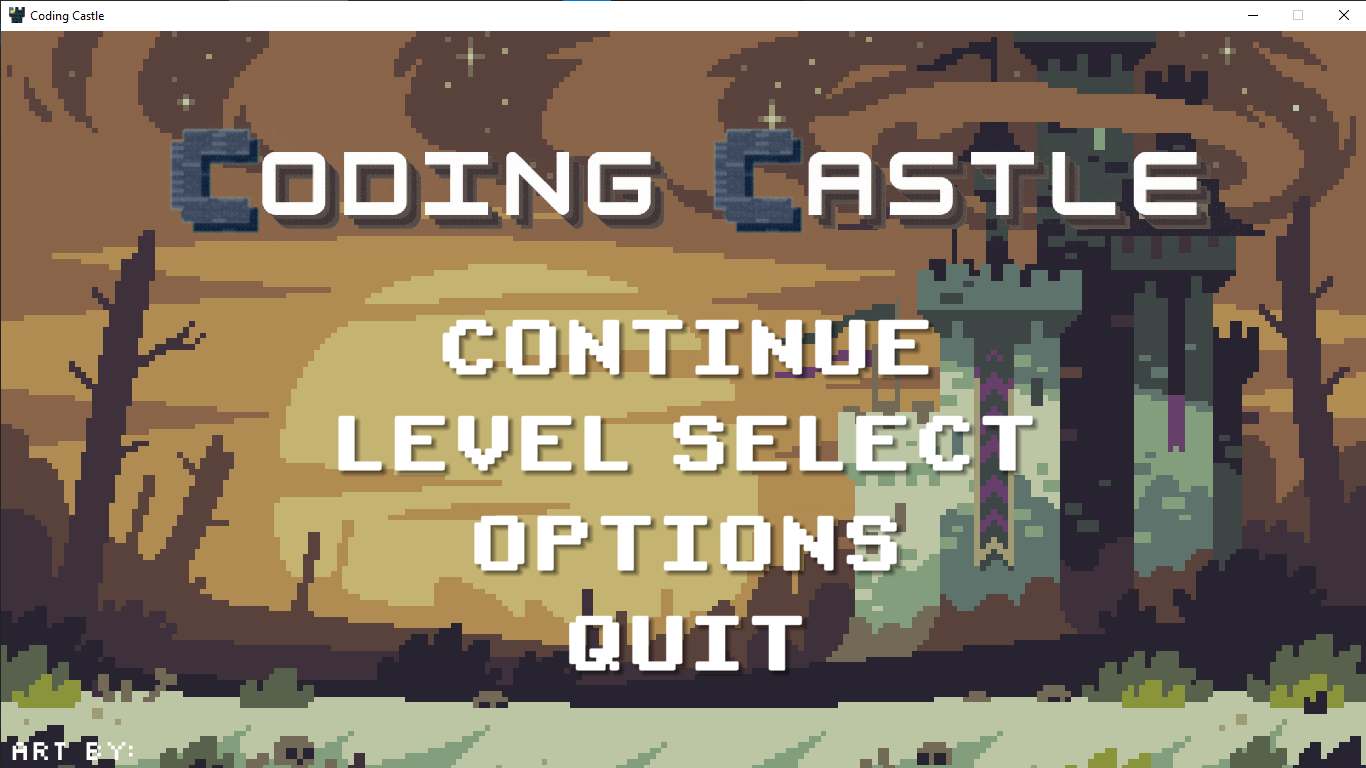 Coding Castle
CODING CASTLE
CONTINUE
LEVEL SELECT
OPTIONS
QUIT
ART BY: